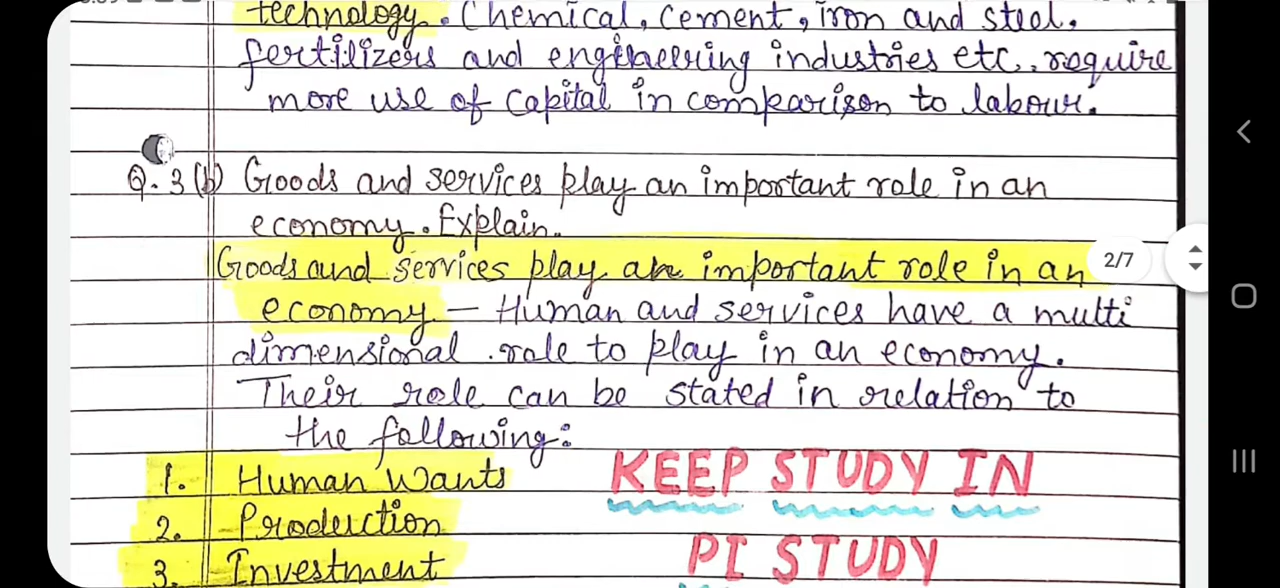 technology. Chemical, cement, iron and steel,
fertilizers and engineering industries etc. require
more use of capital in comparison to labour.
Q.3(b) Goods and services play an important role in an
economy. Explain.
Goods and services play an important role in an
economy - Human and services have a multi
dimensional role to play in an economy.
Their role can be stated in relation to
the following:
1. Human Wants
2. Production
3. Investment
KEEP STUDY IN
PI STUDY
2/7